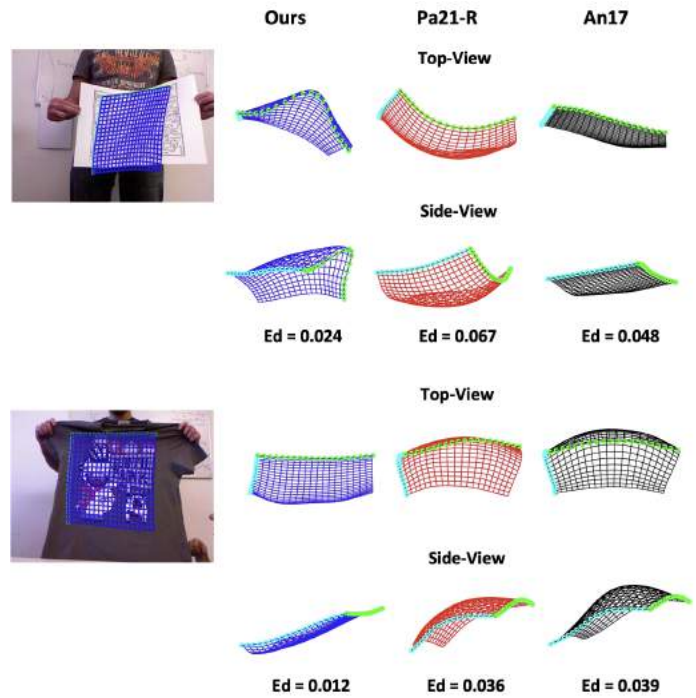 Ours Pa21-R An17
Top-View
Side-View
Ed = 0.024 Ed = 0.067 Ed = 0.048
Top-View
Side-View
Ed = 0.012 Ed = 0.036 Ed = 0.039